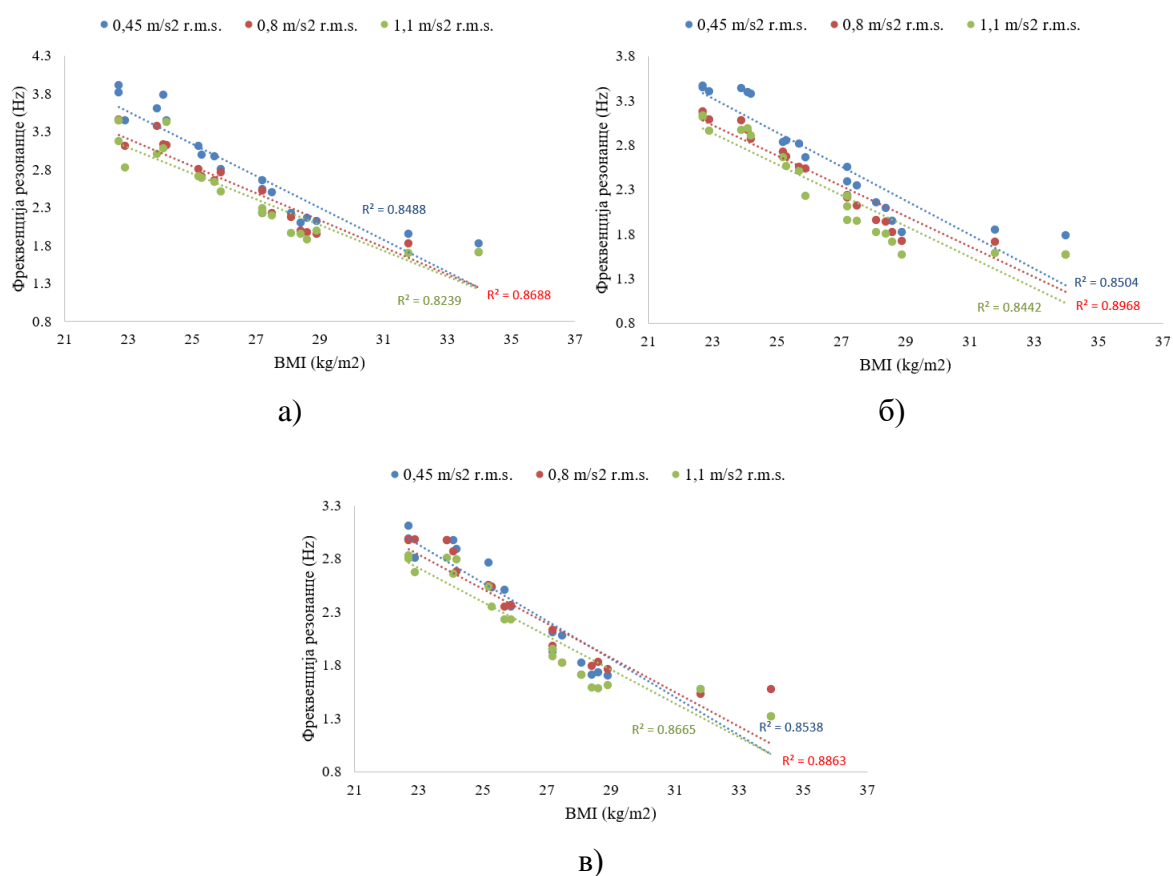 0,45 m/s2 r.m.s. 0,8 m/s2 r.m.s. 1,1 m/s2 r.m.s.
Фреквенција резонанце (Hz)
4.3
3.8
3.3
2.8
2.3
1.8
1.3
0.8
R² = 0.8488
R² = 0.8239
R² = 0.8688
21 23 25 27 29 31 33 35 37
BMI (kg/m2)
а)
0,45 m/s2 r.m.s. 0,8 m/s2 r.m.s. 1,1 m/s2 r.m.s.
Фреквенција резонанце (Hz)
3.8
3.3
2.8
2.3
1.8
1.3
0.8
R² = 0.8504
R² = 0.8442
R² = 0.8968
21 23 25 27 29 31 33 35 37
BMI (kg/m2)
б)
0,45 m/s2 r.m.s. 0,8 m/s2 r.m.s. 1,1 m/s2 r.m.s.
Фреквенција резонанце (Hz)
3.3
2.8
2.3
1.8
1.3
0.8
R² = 0.8665
R² = 0.8538
R² = 0.8863
21 23 25 27 29 31 33 35 37
BMI (kg/m2)
в)